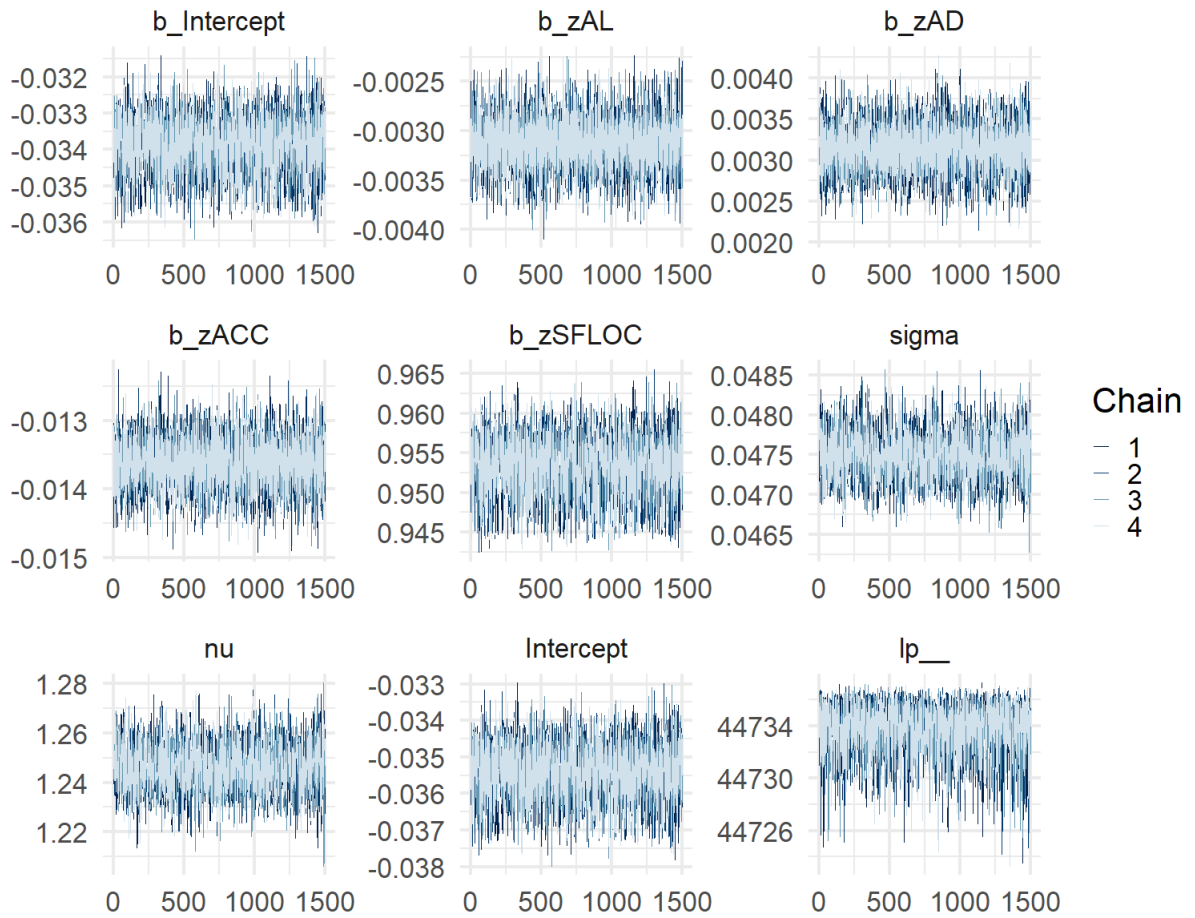 b_Intercept
-0.032
-0.033
-0.034
-0.035
-0.036
0 500 1000 1500
b_zAL
-0.0025
-0.0030
-0.0035
-0.0040
0 500 1000 1500
b_zAD
0.0040
0.0035
0.0030
0.0025
0.0020
0 500 1000 1500
b_zACC
-0.013
-0.014
-0.015
0 500 1000 1500
b_zSFLOC
0.965
0.960
0.955
0.950
0.945
0 500 1000 1500
sigma
0.0485
0.0480
0.0475
0.0470
0.0465
0 500 1000 1500
nu
1.28
1.26
1.24
1.22
0 500 1000 1500
Intercept
-0.033
-0.034
-0.035
-0.036
-0.037
-0.038
0 500 1000 1500
lp__
44734
44730
44726
0 500 1000 1500
Chain
1
2
3
4